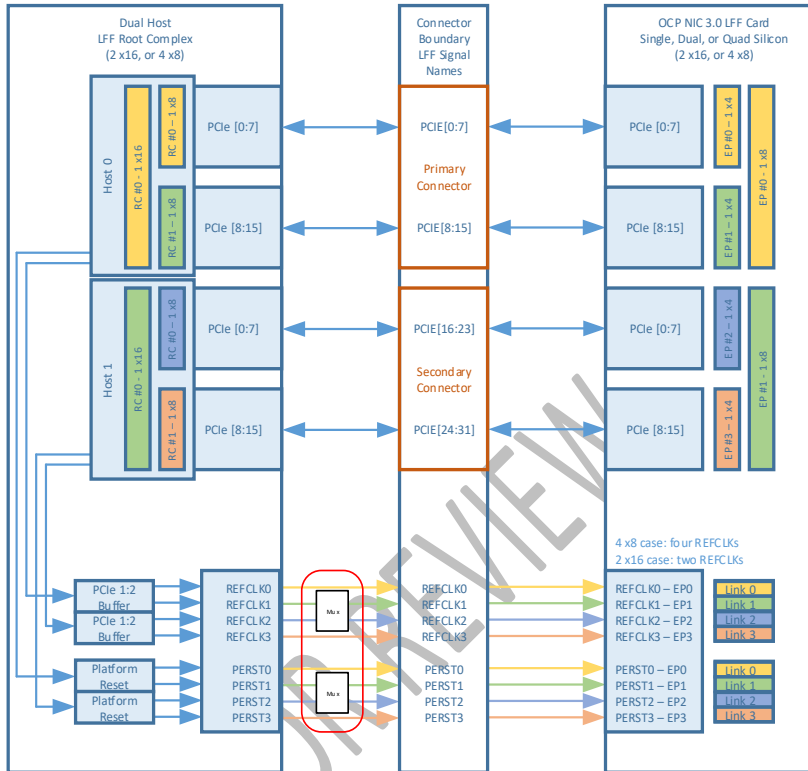 Dual Host
LFF Root Complex
(2 x16, or 4 x8)
Connector
Boundary
LFF Signal
Names
OCP NIC 3.0 LFF Card
Single, Dual, or Quad Silicon
(2 x16, or 4 x8)
Host 0
RC #0 – 1 x16
RC #0 – 1 x8
PCIe [0:7]
PCIE[0:7]
PCIe [0:7]
EP #0 – 1 x4
EP #0 - 1 x8
Primary
Connector
RC #1 – 1 x8
PCIe [8:15]
PCIE[8:15]
PCIe [8:15]
EP #1 – 1 x4
Host 1
RC #0 – 1 x16
RC #0 – 1 x8
PCIe [0:7]
PCIE[16:23]
PCIe [0:7]
EP #2 – 1 x4
EP #1 - 1 x8
Secondary
Connector
RC #1 – 1 x8
PCIe [8:15]
PCIE[24:31]
PCIe [8:15]
EP #3 – 1 x4
4 x8 case: four REFCLKs
2 x16 case: two REFCLKs
PCIe 1:2
Buffer
PCIe 1:2
Buffer
REFCLK0
REFCLK1
REFCLK2
REFCLK3
Mux
REFCLK0
REFCLK1
REFCLK2
REFCLK3
REFCLK0 – EP0
REFCLK1 – EP1
REFCLK2 – EP2
REFCLK3 – EP3
Link 0
Link 1
Link 2
Link 3
Platform
Reset
Platform
Reset
PERST0
PERST1
PERST2
PERST3
Mux
PERST0
PERST1
PERST2
PERST3
PERST0 – EP0
PERST1 – EP1
PERST2 – EP2
PERST3 – EP3
Link 0
Link 1
Link 2
Link 3
OR REVIEW